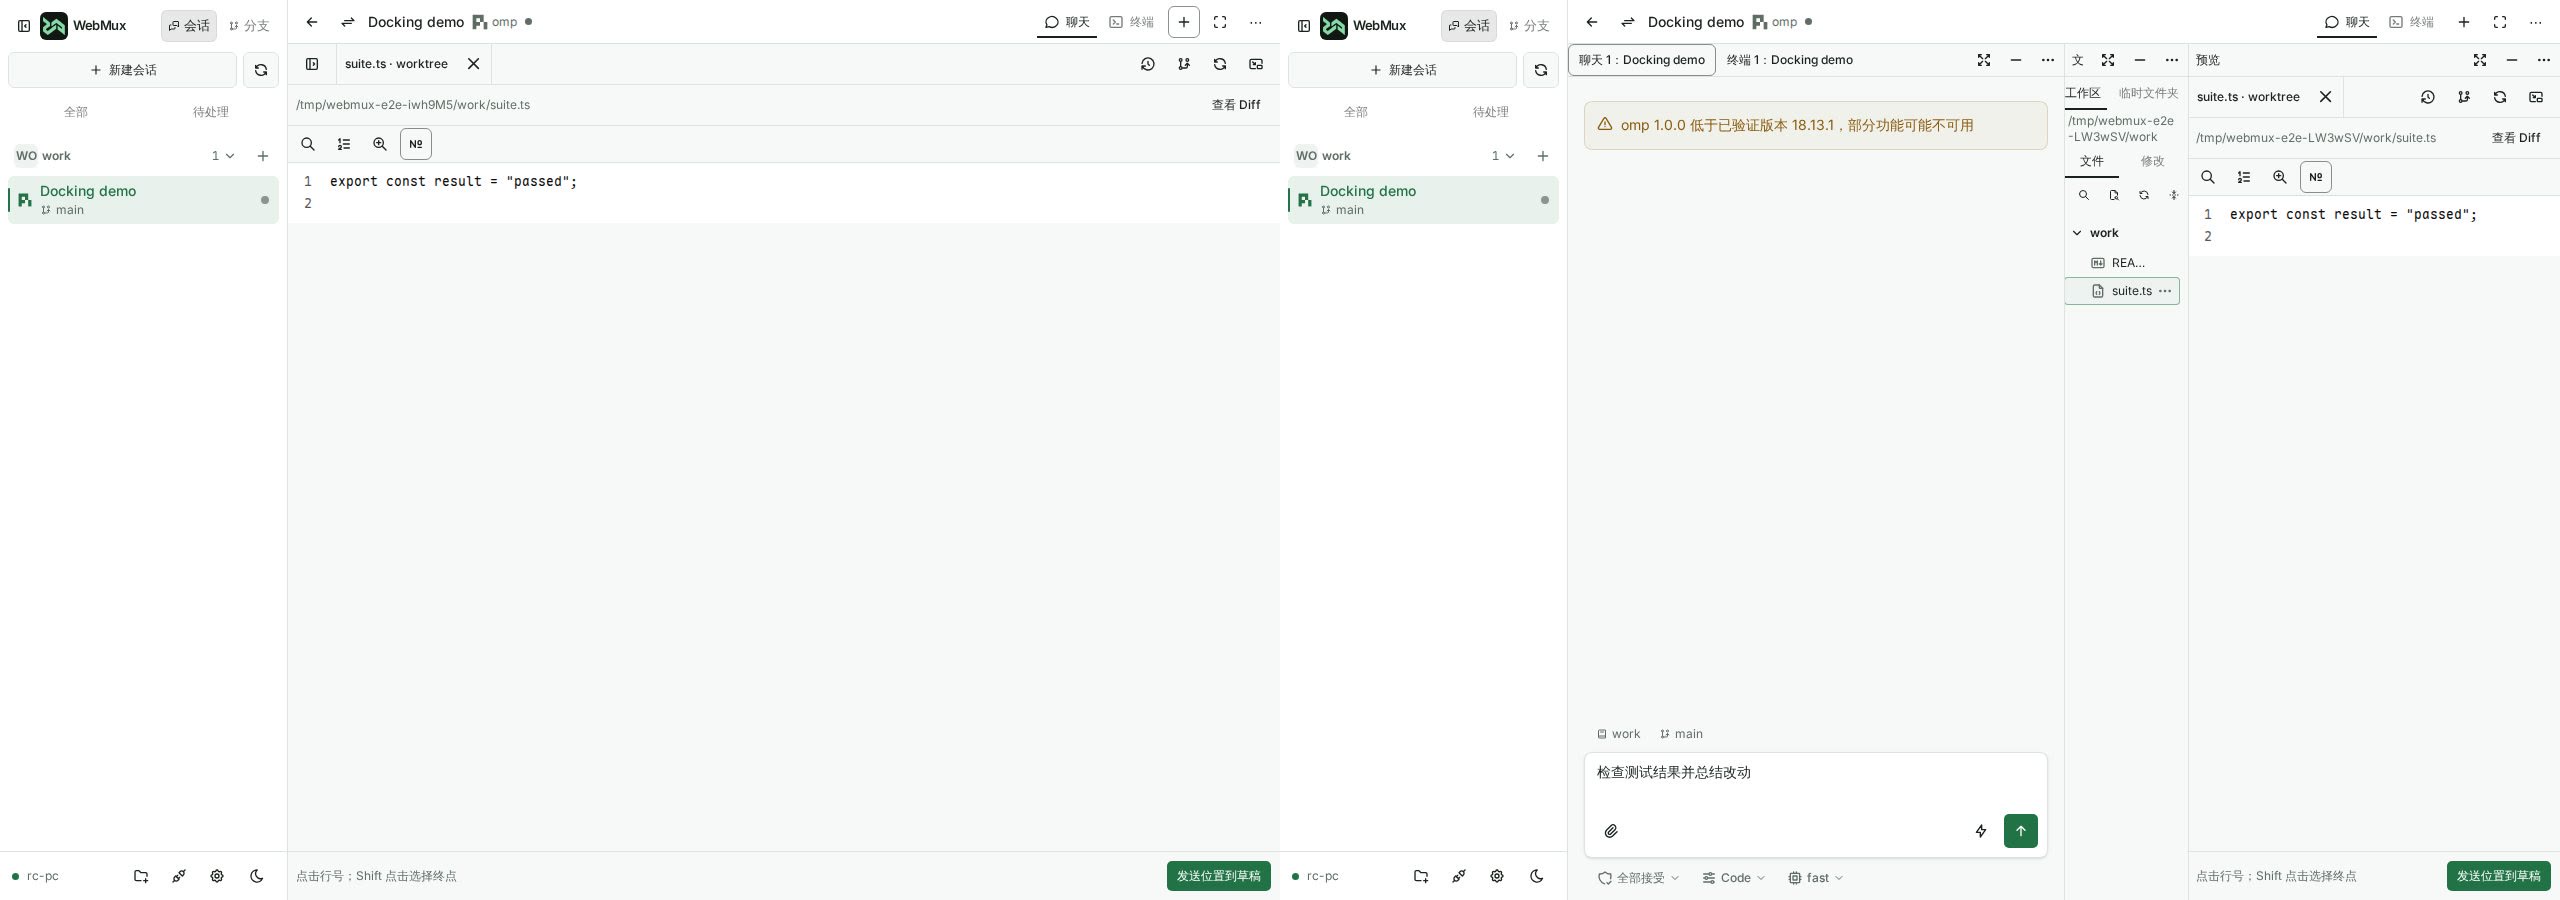 WebMux
会话
分支
新建会话
全部
待处理
WO work
1
Docking demo
main
rc-pc
Docking demo
omp
聊天
终端
suite.ts · worktree
/tmp/webmux-e2e-iwh9M5/work/suite.ts
查看 Diff
№
1 export const result = "passed";
2
点击行号；Shift 点击选择终点
发送位置到草稿
WebMux
会话
分支
新建会话
全部
待处理
WO work
1
Docking demo
main
rc-pc
Docking demo
omp
聊天
终端
聊天 1：Docking demo
终端 1：Docking demo
omp 1.0.0 低于已验证版本 18.13.1，部分功能可能不可用
work
main
检查测试结果并总结改动
全部接受
Code
fast
文
工作区
临时文件夹
/tmp/webmux-e2e
-LW3wSV/work
文件
修改
work
REA...
suite.ts
预览
suite.ts · worktree
/tmp/webmux-e2e-LW3wSV/work/suite.ts
查看 Diff
№
1 export const result = "passed";
2
点击行号；Shift 点击选择终点
发送位置到草稿